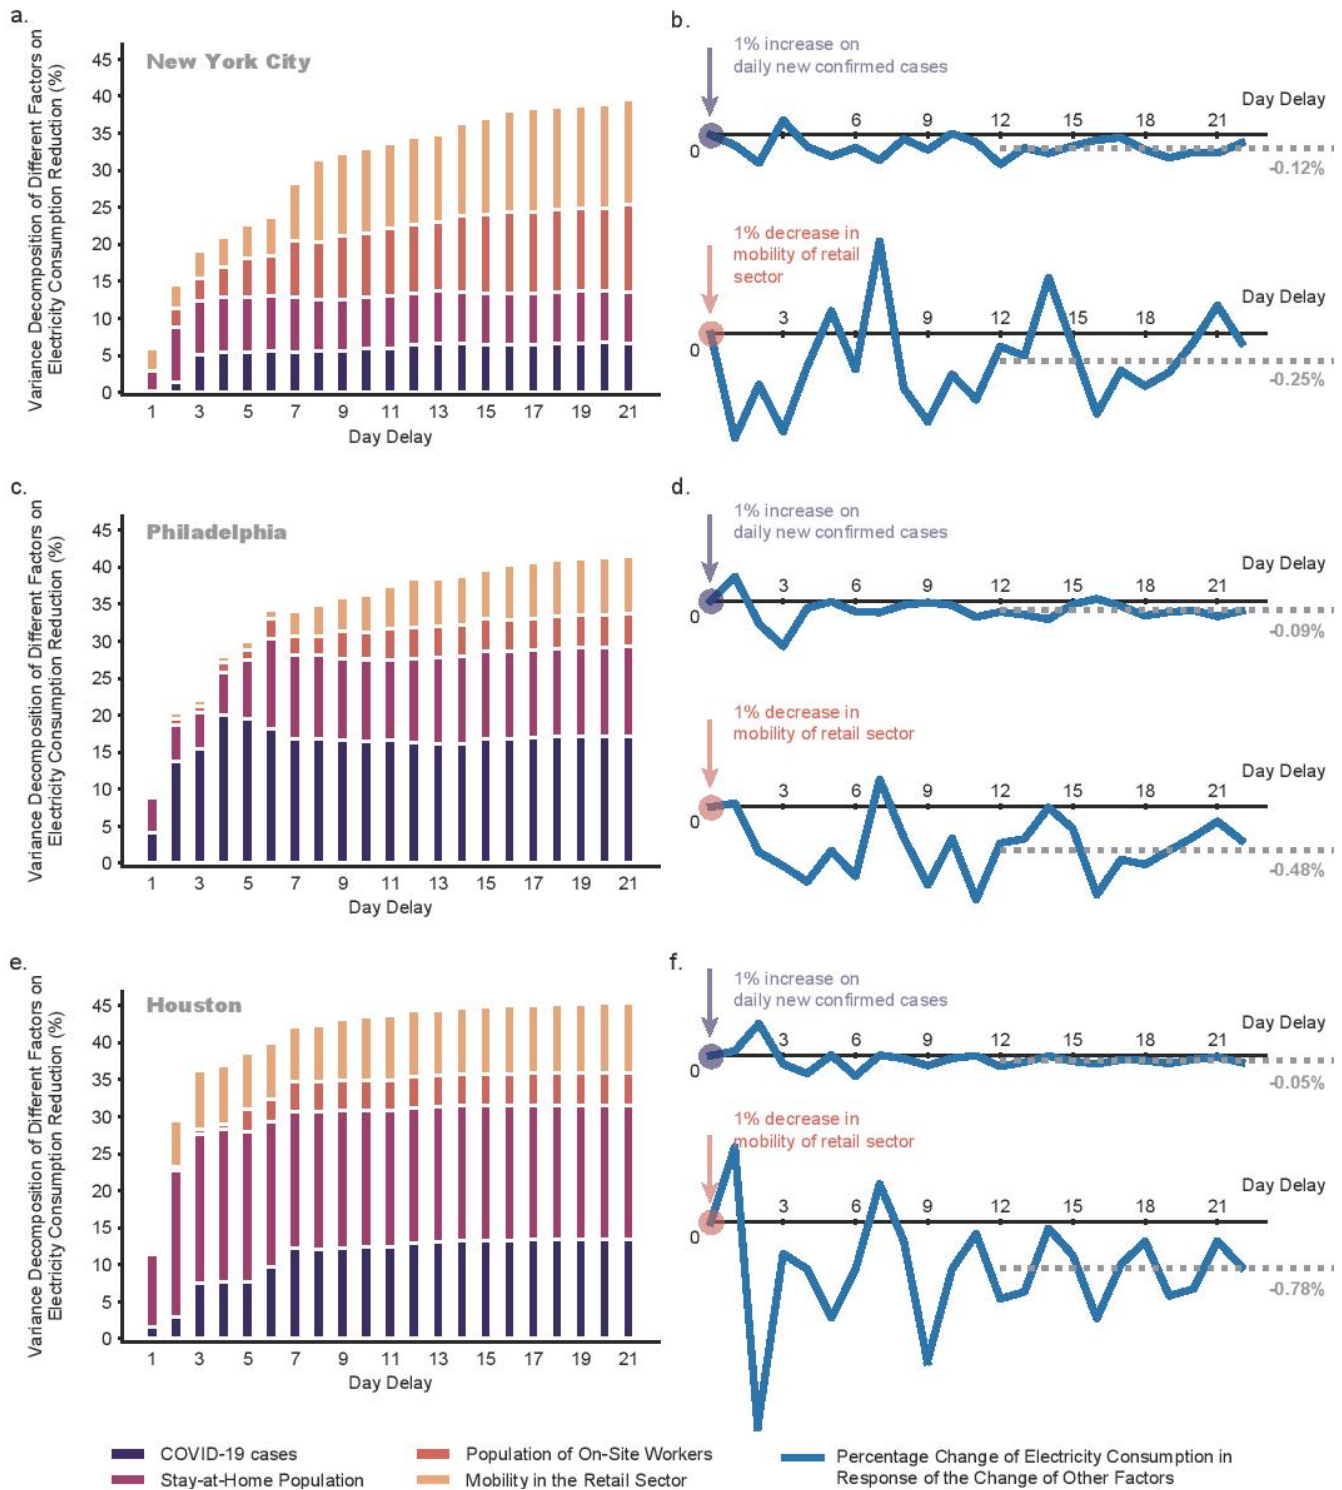 a.
Variance Decomposition of Different Factors on
Electricity Consumption Reduction (%)
New York City
45
40
35
30
25
20
15
10
5
0
1 3 5 7 9 11 13 15 17 19 21
Day Delay
b.
1% increase on
daily new confirmed cases
Day Delay
3 6 9 12 15 18 21
0
-0.12%
1% decrease in
mobility of retail
sector
Day Delay
3 6 9 12 15 18 21
0
-0.25%
c.
Variance Decomposition of Different Factors on
Electricity Consumption Reduction (%)
Philadelphia
45
40
35
30
25
20
15
10
5
0
1 3 5 7 9 11 13 15 17 19 21
Day Delay
d.
1% increase on
daily new confirmed cases
Day Delay
3 6 9 12 15 18 21
0
-0.09%
1% decrease in
mobility of retail sector
Day Delay
3 6 9 12 15 18 21
0
-0.48%
e.
Variance Decomposition of Different Factors on
Electricity Consumption Reduction (%)
Houston
45
40
35
30
25
20
15
10
5
0
1 3 5 7 9 11 13 15 17 19 21
Day Delay
f.
1% increase on
daily new confirmed cases
Day Delay
3 6 9 12 15 18 21
0
-0.05%
1% decrease in
mobility of retail sector
Day Delay
3 6 9 12 15 18 21
0
-0.78%
COVID-19 cases
Stay-at-Home Population
Population of On-Site Workers
Mobility in the Retail Sector
Percentage Change of Electricity Consumption in
Response of the Change of Other Factors